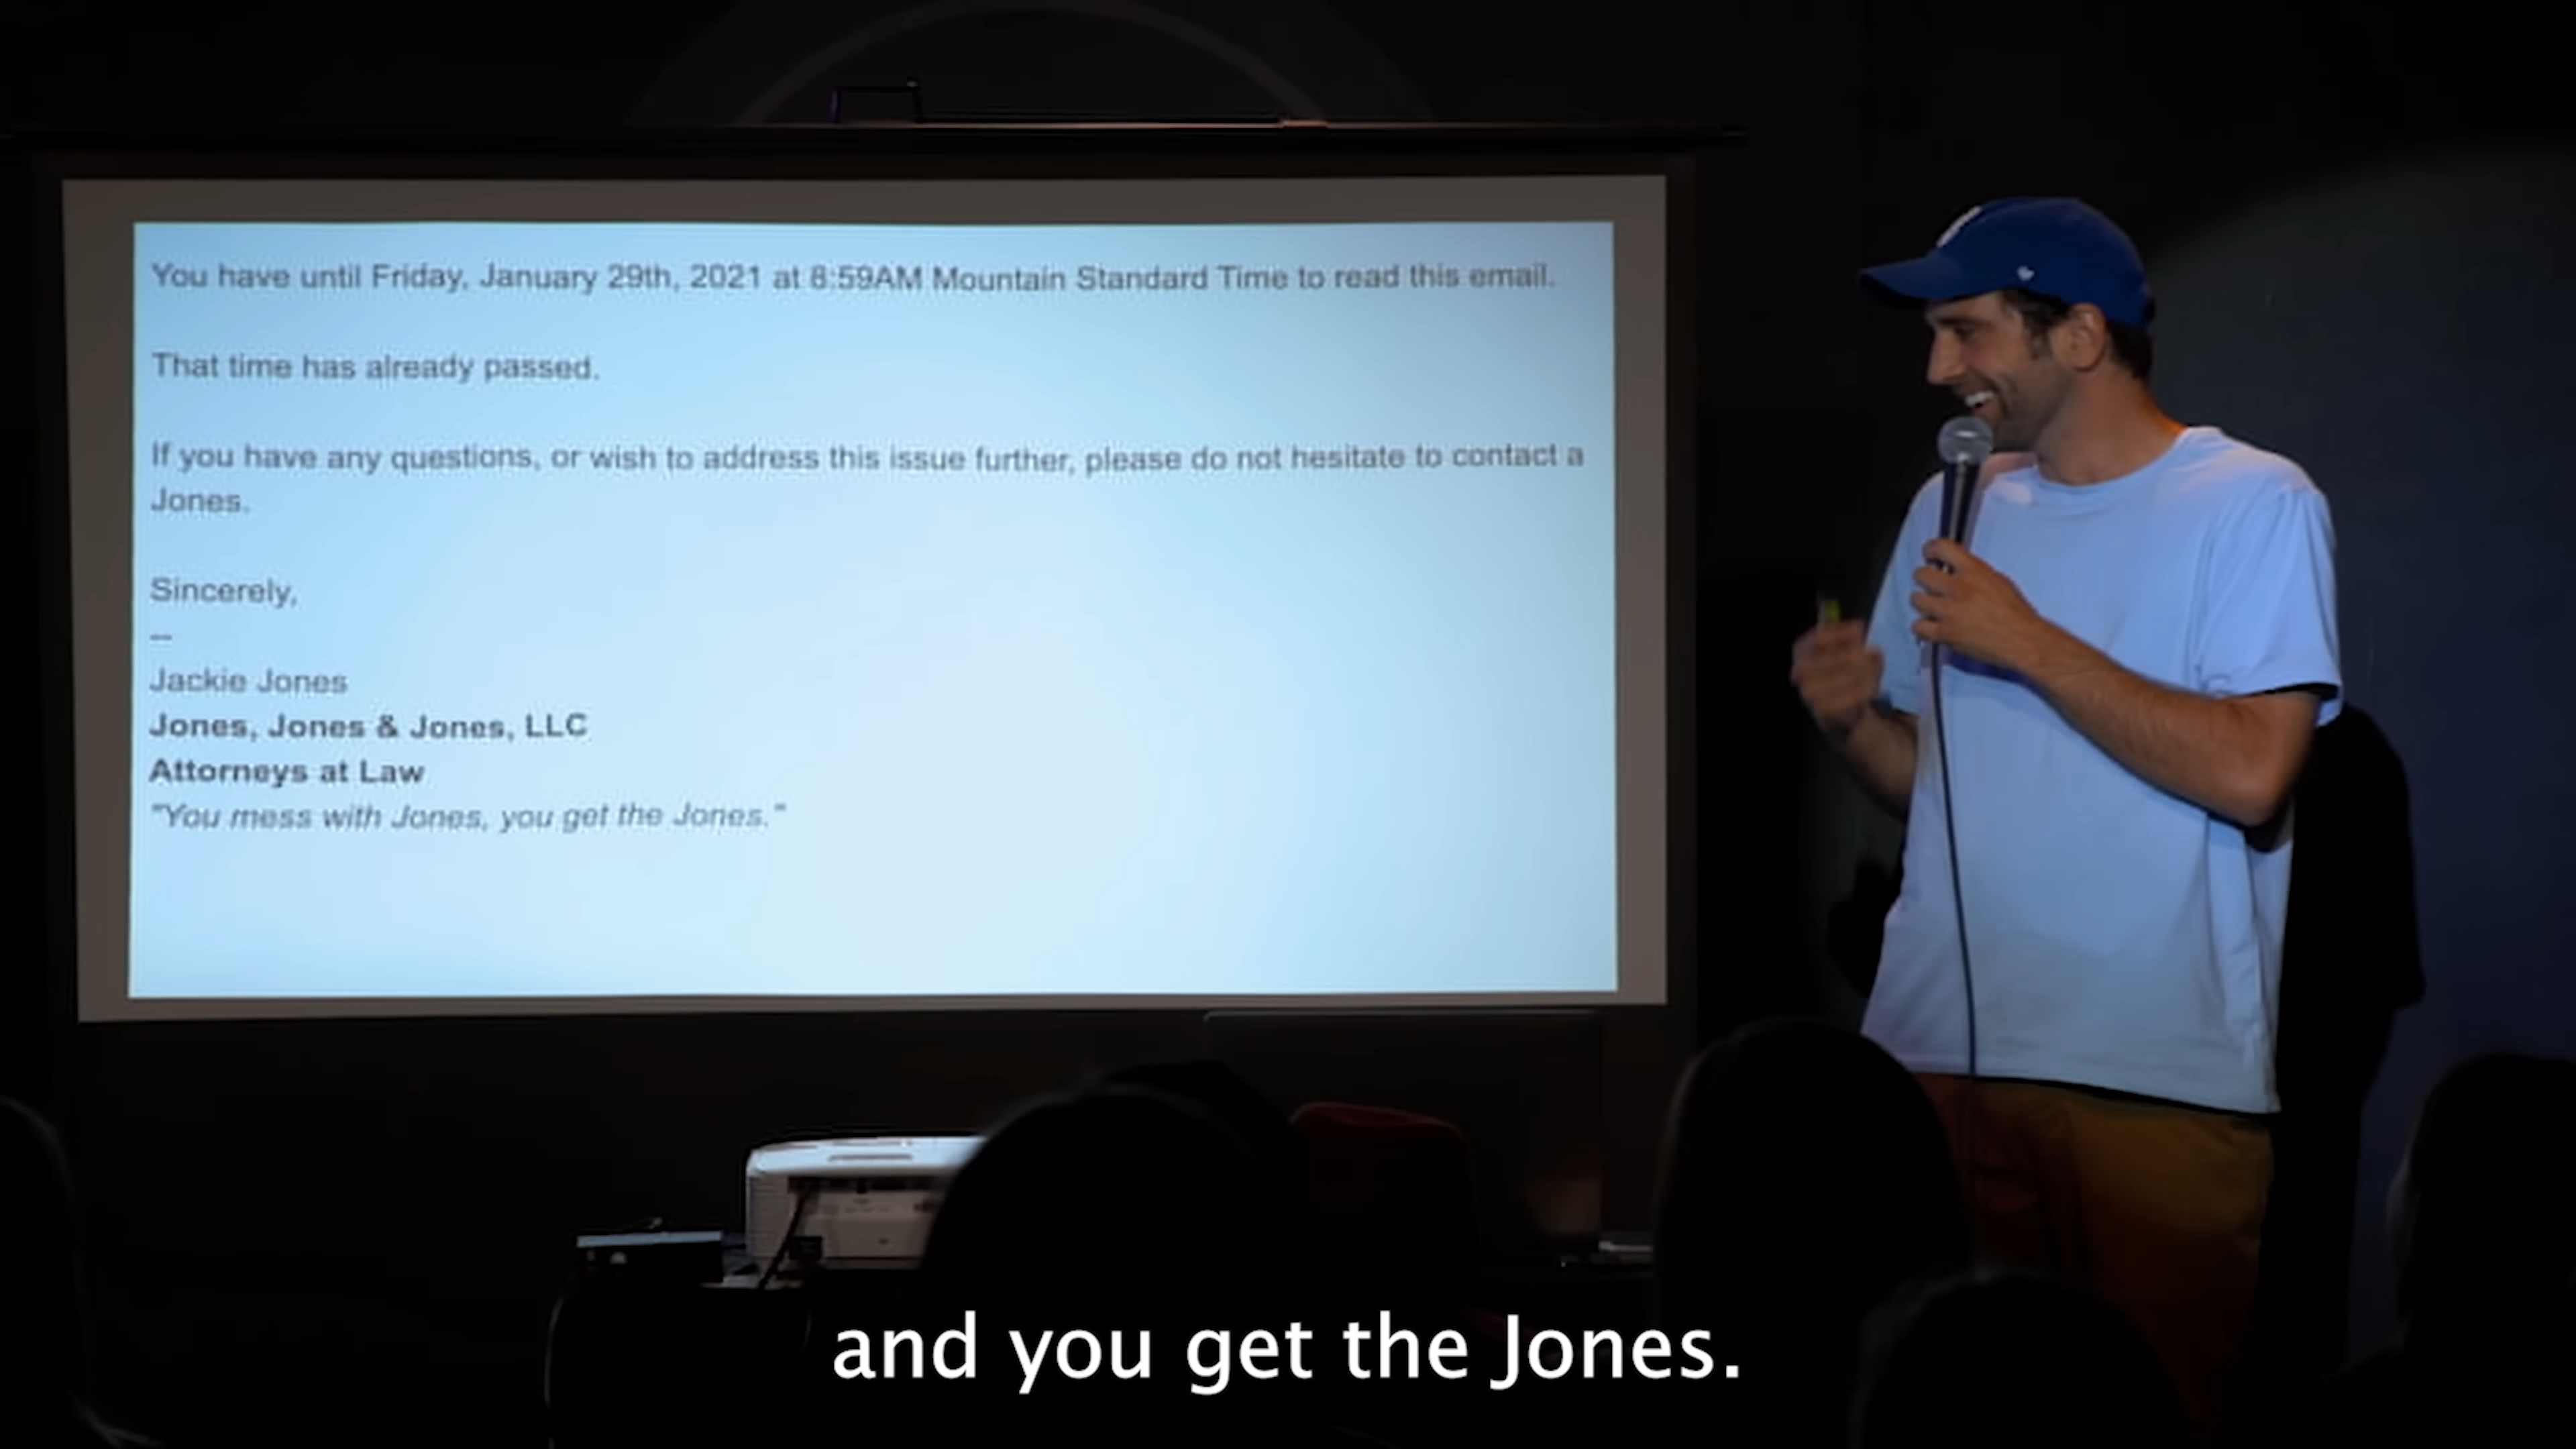 You have until Friday, January 29th, 2021 at 8:59AM Mountain Standard Time to read this email.
That time has already passed.
If you have any questions, or wish to address this issue further, please do not hesitate to contact a
Jones.
Sincerely,
--
Jackie Jones
Jones, Jones & Jones, LLC
Attorneys at Law
"You mess with Jones, you get the Jones."
and you get the Jones.